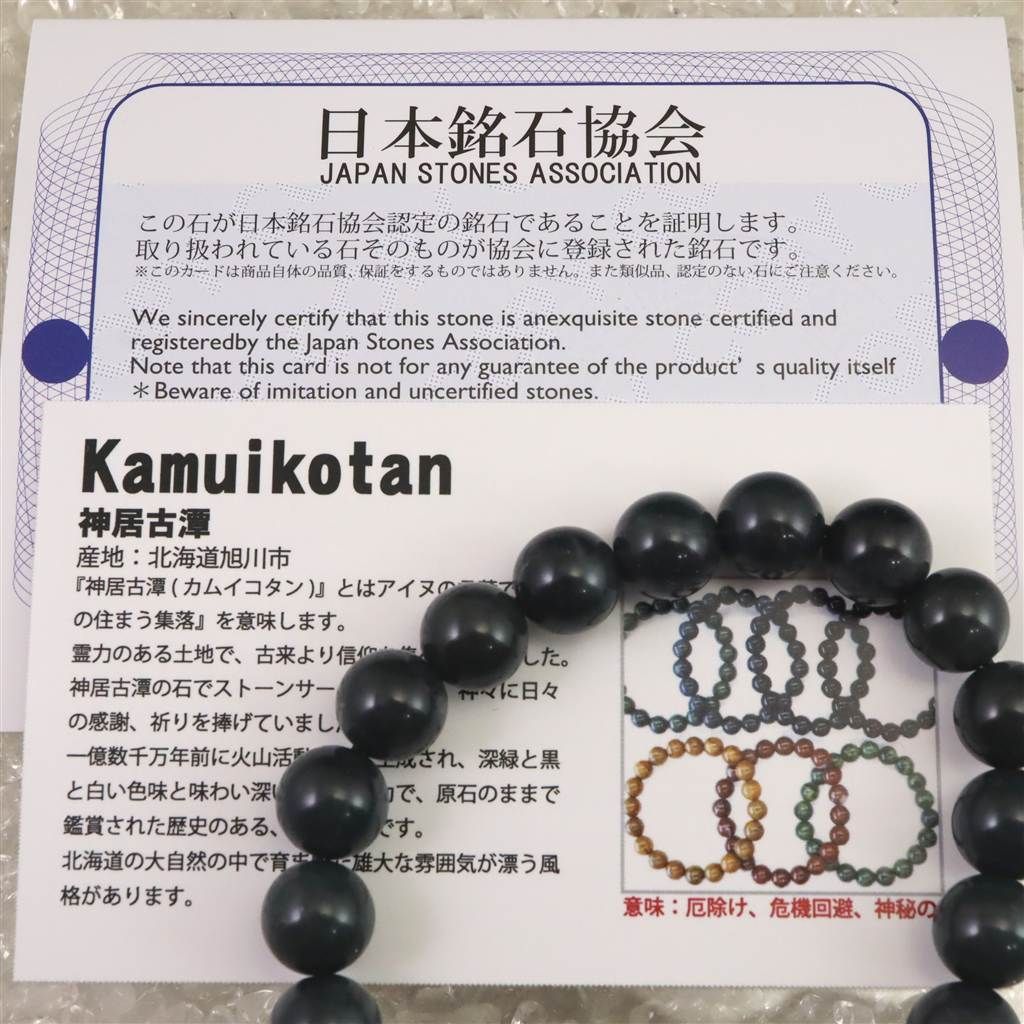 日本銘石協会
JAPAN STONES ASSOCIATION
この石が日本銘石協会認定の銘石であることを証明します。
取り扱われている石そのものが協会に登録された銘石です。
※このカードは商品自体の品質、保証をするものではありません。また類似品、認定のない石にご注意ください。
We sincerely certify that this stone is anexquisite stone certified and
registeredby the Japan Stones Association.
Note that this card is not for any guarantee of the product’s quality itself
＊Beware of imitation and uncertified stones.
Kamuikotan
神居古潭
産地：北海道旭川市
『神居古潭(カムイコタン)』とはアイヌの
の住まう集落』を意味します。
霊力のある土地で、古来より信仰 した。
神居古潭の石でストーンサー 神々に日々
の感謝、祈りを捧げていまし
一億数千万年前に火山活 生成され、深緑と黒
と白い色味と味わい深い 力で、原石のままで
鑑賞された歴史のある、 です。
北海道の大自然の中で育 雄大な雰囲気が漂う風
格があります。
意味：厄除け、危機回避、神秘の